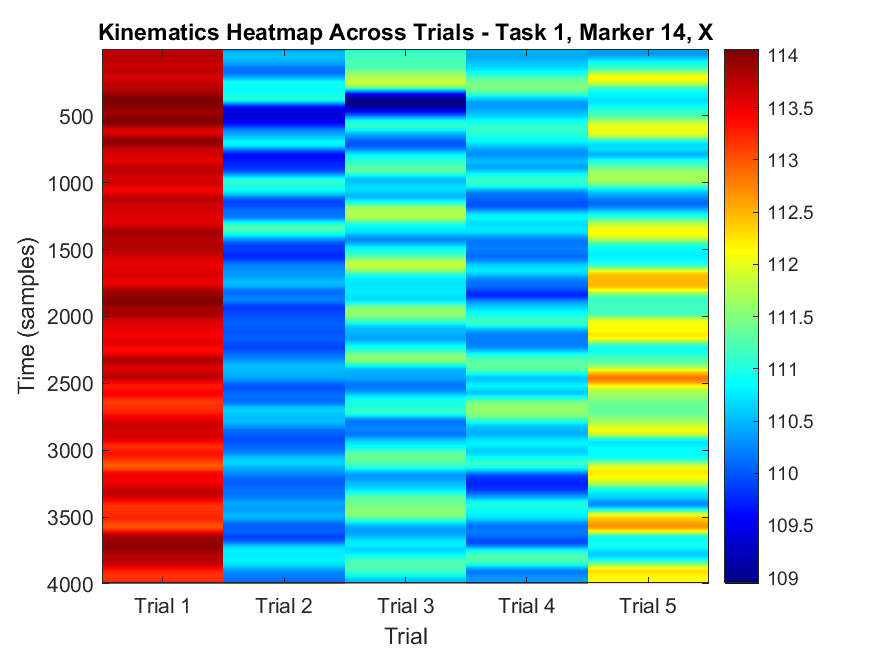 Kinematics Heatmap Across Trials - Task 1, Marker 14, X
500
1000
1500
2000
2500
3000
3500
4000
Time (samples)
Trial 1
Trial 2
Trial 3
Trial 4
Trial 5
Trial
114
113.5
113
112.5
112
111.5
111
110.5
110
109.5
109